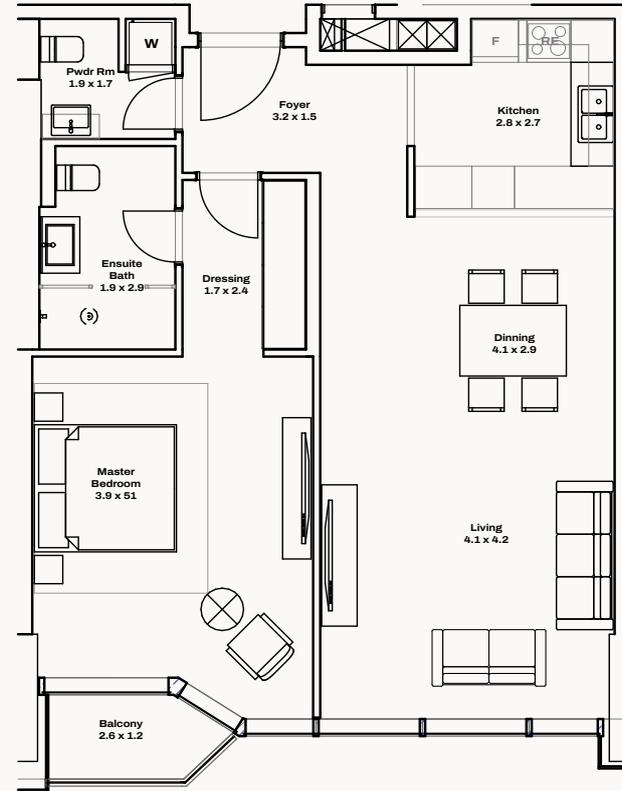 W
F
RE
Pwdr Rm
1.9 x 1.7
Foyer
3.2 x 1.5
Kitchen
2.8 x 2.7
Ensuite
Bath
1.9 x 2.9
Dressing
1.7 x 2.4
Dinning
4.1 x 2.9
Master
Bedroom
3.9 x 51
Living
4.1 x 4.2
Balcony
2.6 x 1.2